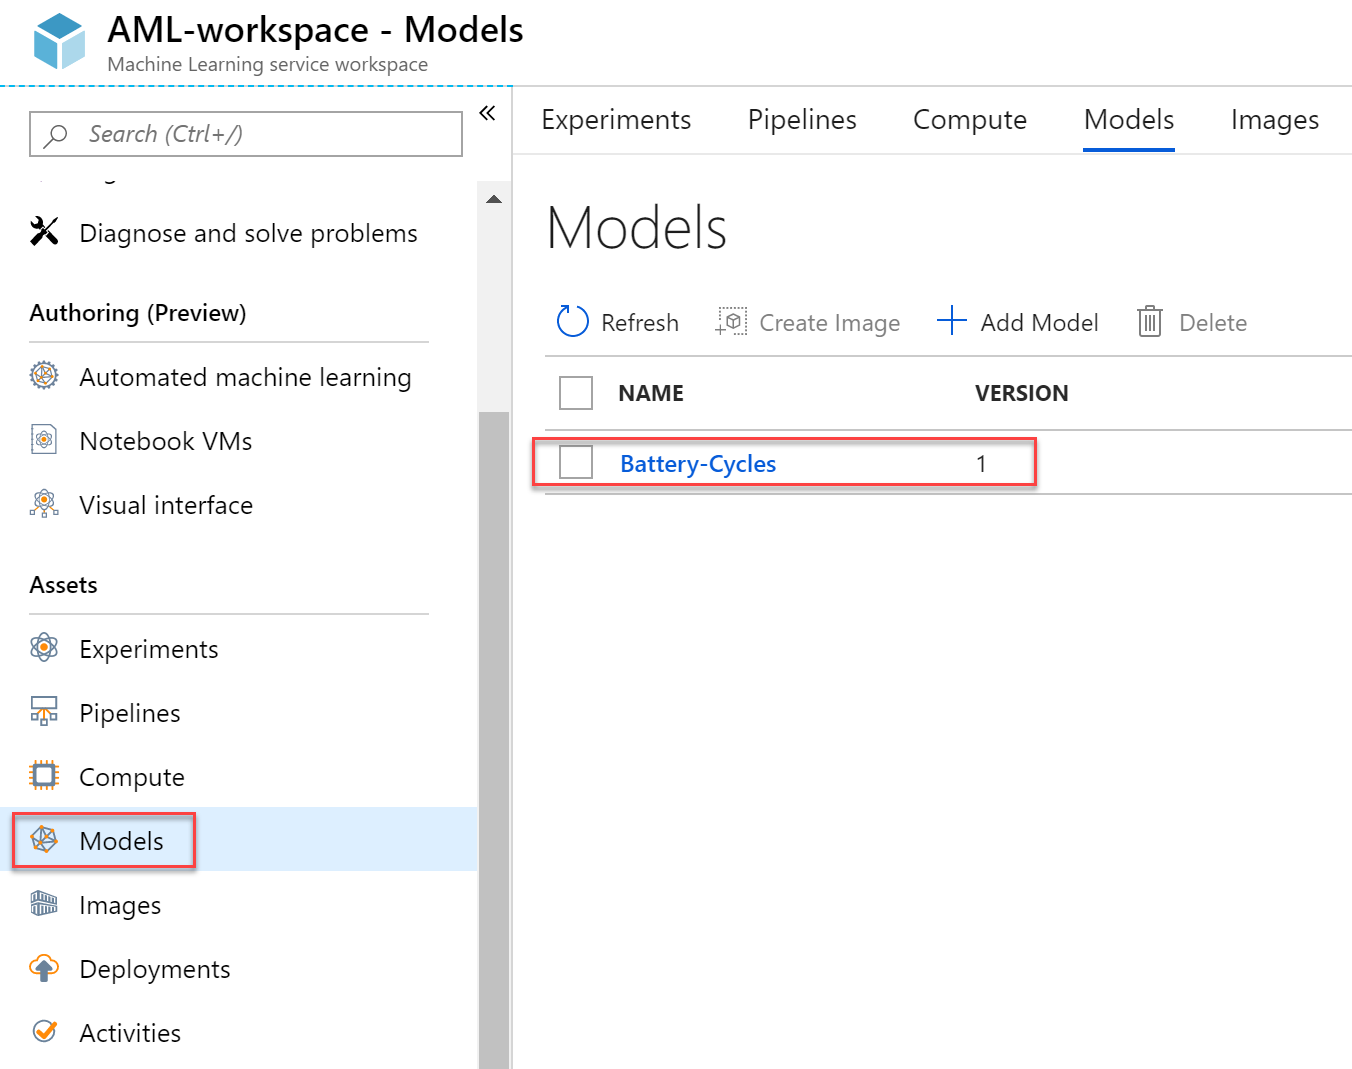 AML-workspace - Models
Machine Learning service workspace
Search (Ctrl+/)
Diagnose and solve problems
Authoring (Preview)
Automated machine learning
Notebook VMs
Visual interface
Assets
Experiments
Pipelines
Compute
Models
Images
Deployments
Activities
Experiments Pipelines Compute Models Images
Models
Refresh Create Image Add Model Delete
NAME VERSION
Battery-Cycles 1